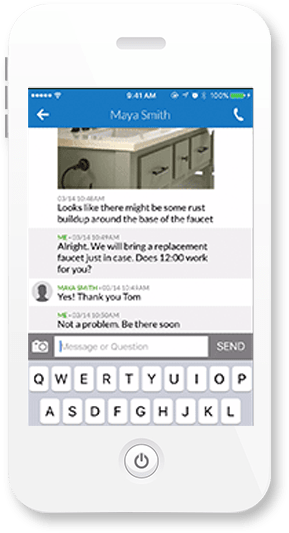 9:41 AM 100%
Maya Smith
03/14 10:48AM
Looks like there might be some rust
buildup around the base of the faucet
ME • 03/14 10:49AM
Alright. We will bring a replacement
faucet just in case. Does 12:00 work
for you?
MAYA SMITH • 03/14 10:49AM
Yes! Thank you Tom
ME • 03/14 10:50AM
Not a problem. Be there soon
Message or Question SEND
Q W E R T Y U I O P
A S D F G H J K L